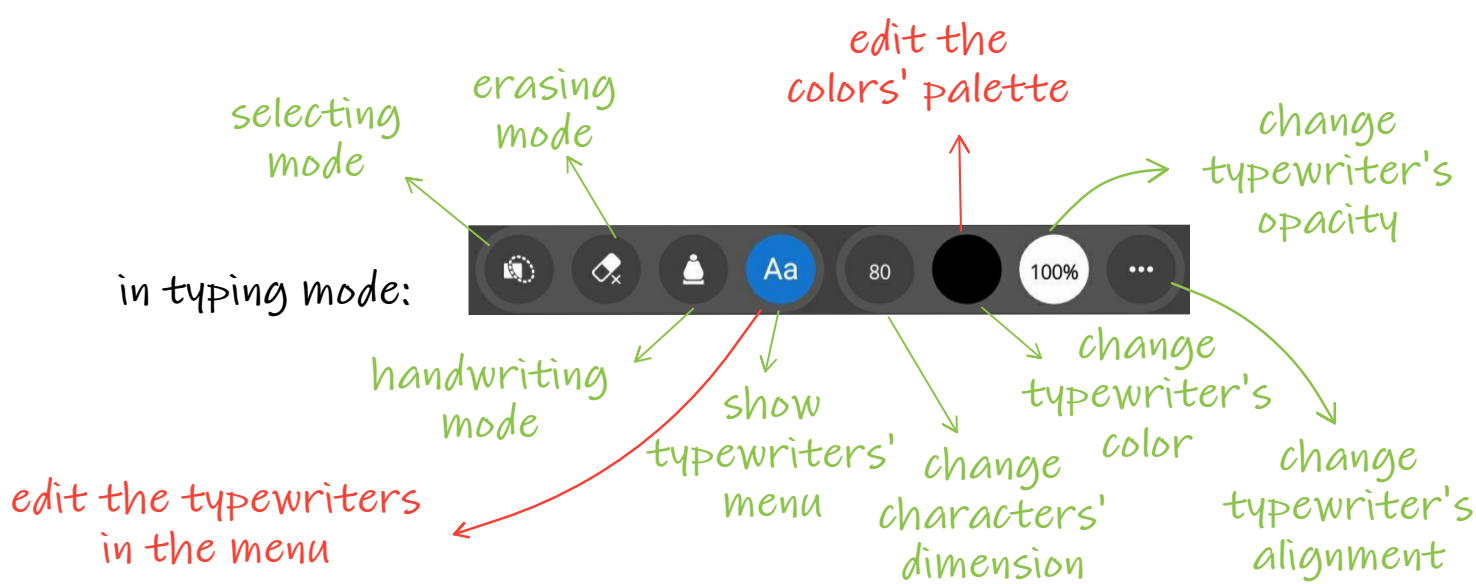 edit the
colors' palette
erasing
mode
selecting
mode
change
typewriter's
opacity
in typing mode:
Aa
80
100%
handwriting
mode
show
typewriters'
menu
change
typewriter's
color
change
characters'
dimension
change
typewriter's
alignment
edit the typewriters
in the menu